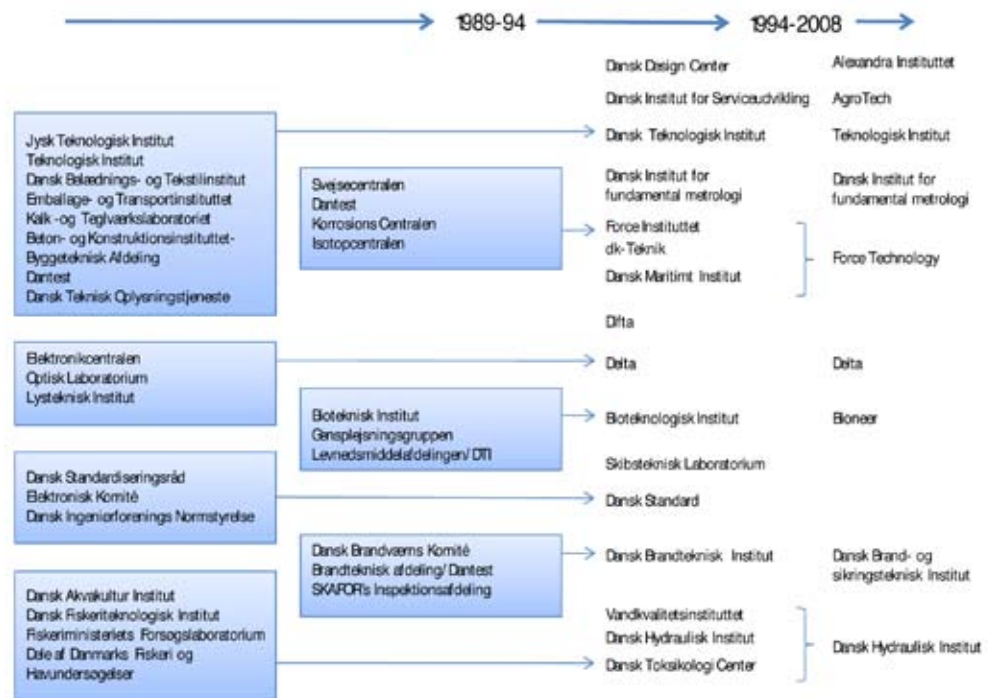 1989-94
1994-2008
Jysk Teknologisk Institut
Teknologisk Institut
Dansk Beklædnings- og Tekstilinstitut
Emballage- og Transportinstituttet
Kalk -og Teglværkslaboratoriet
Beton- og Konstruktionsinstituttet-
Byggeteknisk Afdeling
Dantest
Dansk Teknisk Oplysningstjeneste
Elektronikcentralen
Optisk Laboratorium
Lysteknisk Institut
Dansk Standardiseringsråd
Elektronisk Komité
Dansk Ingeniørforenings Normstyrelse
Dansk Akvakultur Institut
Dansk Fiskeriteknologisk Institut
Fiskeriministeriets Forsøgslaboratorium
Dele af Danmarks Fiskeri og
Havundersøgelser
Svejsecentralen
Dantest
Korrosions Centralen
Isotopcentralen
Bioteknisk Institut
Gensplejsningsgruppen
Levnedsmiddelafdelingen/ DTI
Dansk Brandværns Komité
Brandteknisk afdeling/ Dantest
SKAFOR's Inspektionsafdeling
Dansk Design Center
Dansk Institut for Serviceudvikling
Dansk Teknologisk Institut
Dansk Institut for
fundamental metrologi
Force Instituttet
dk-Teknik
Dansk Maritimt Institut
Difta
Delta
Bioteknologisk Institut
Skibsteknisk Laboratorium
Dansk Standard
Dansk Brandteknisk Institut
Vandkvalitetsinstituttet
Dansk Hydraulisk Institut
Dansk Toksikologi Center
Alexandra Instituttet
AgroTech
Teknologisk Institut
Dansk Institut for
fundamental metrologi
Force Technology
Delta
Bioneer
Dansk Brand- og
sikringsteknisk Institut
Dansk Hydraulisk Institut